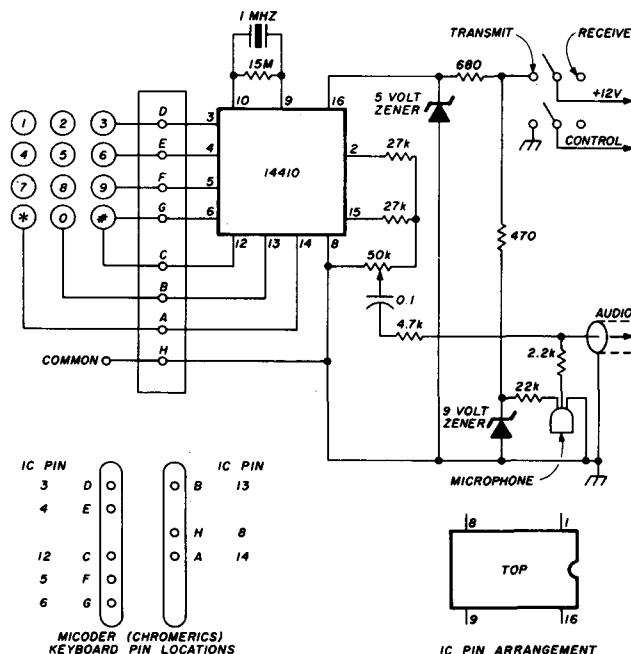 1 MHZ
15M
10 9 16
TRANSMIT RECEIVE
680
+12V
CONTROL
5 VOLT
ZENER
1 2 3 D 3
4 5 6 E 4
7 8 9 F 5
* 0 # G 6
14410
2 27k
15 27k
12 13 14 8
C
B
A
COMMON H
50k
0.1
4.7k
470
AUDIO
2.2k
22k
9 VOLT
ZENER
MICROPHONE
IC PIN IC PIN
3 D B 13
4 E
H 8
12 C A 14
5 F
6 G
MICODER (CHROMERICS)
KEYBOARD PIN LOCATIONS
8 1
TOP
9 16
IC PIN ARRANGEMENT